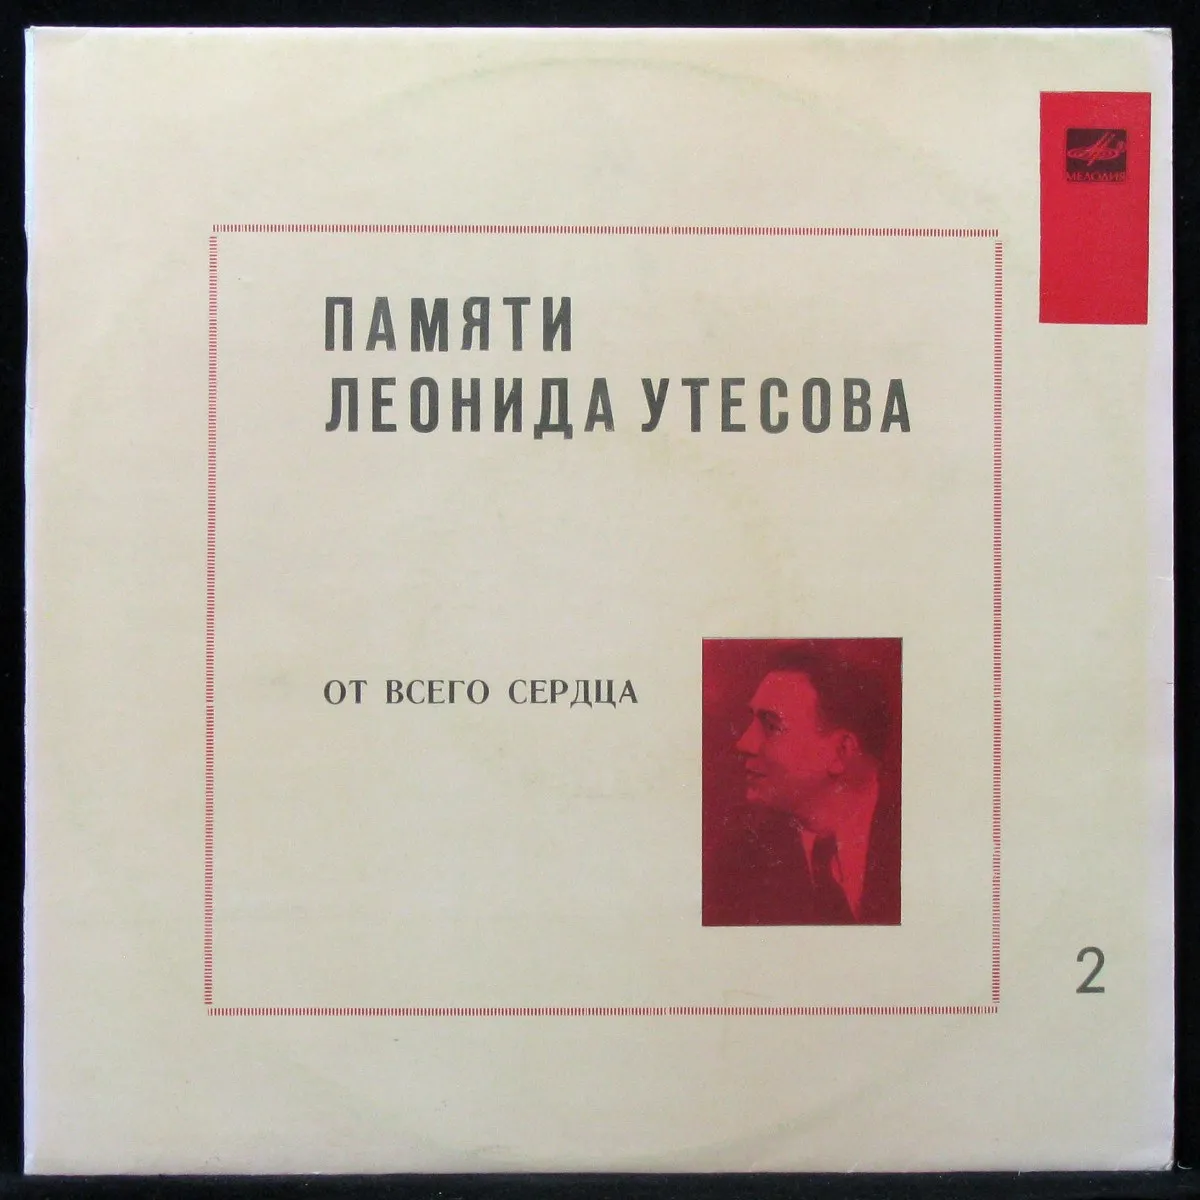 МЕЛОДИЯ
ПАМЯТИ
ЛЕОНИДА УТЕСОВА
ОТ ВСЕГО СЕРДЦА
2